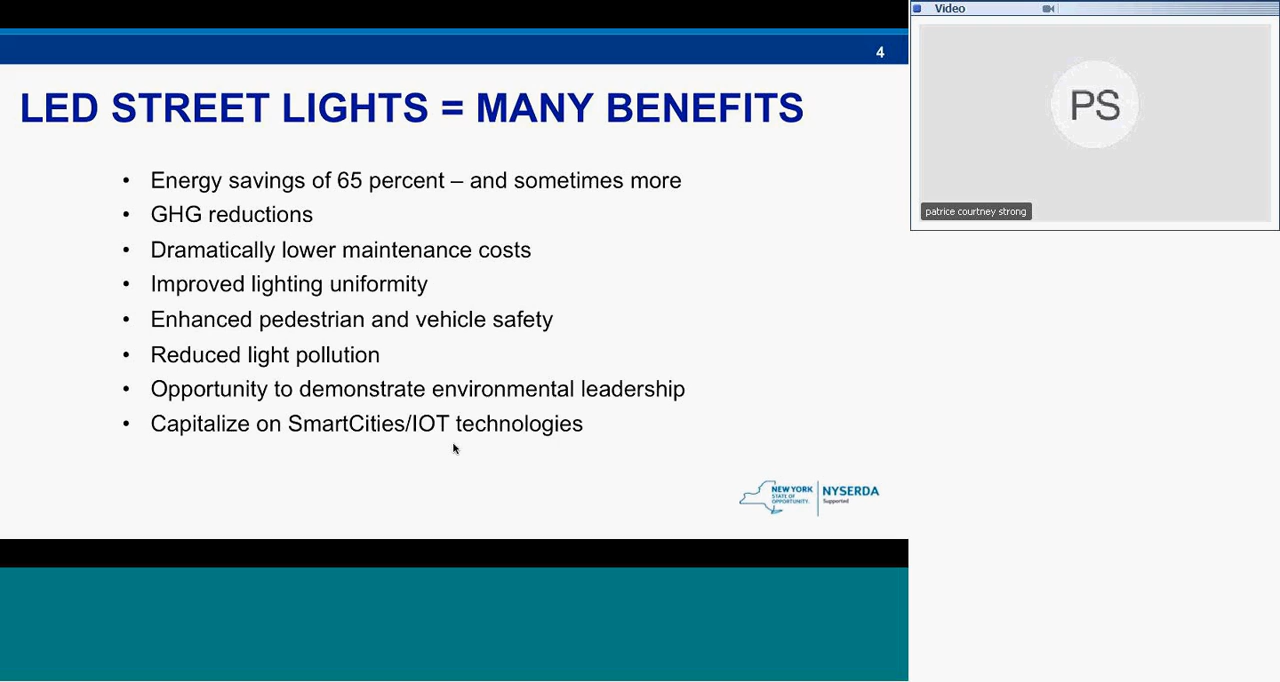 4
LED STREET LIGHTS = MANY BENEFITS
• Energy savings of 65 percent – and sometimes more
• GHG reductions
• Dramatically lower maintenance costs
• Improved lighting uniformity
• Enhanced pedestrian and vehicle safety
• Reduced light pollution
• Opportunity to demonstrate environmental leadership
• Capitalize on SmartCities/IOT technologies
NEW YORK
STATE OF
OPPORTUNITY.
NYSERDA
Supported
Video
PS
patrice courtney strong